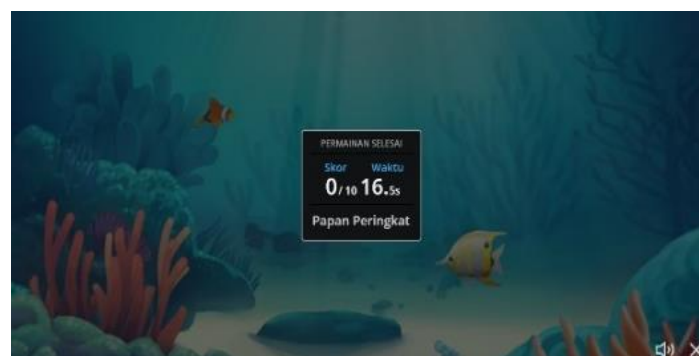 PERMAINAN SELESAI
Skor Waktu
0/10 16.5s
Papan Peringkat